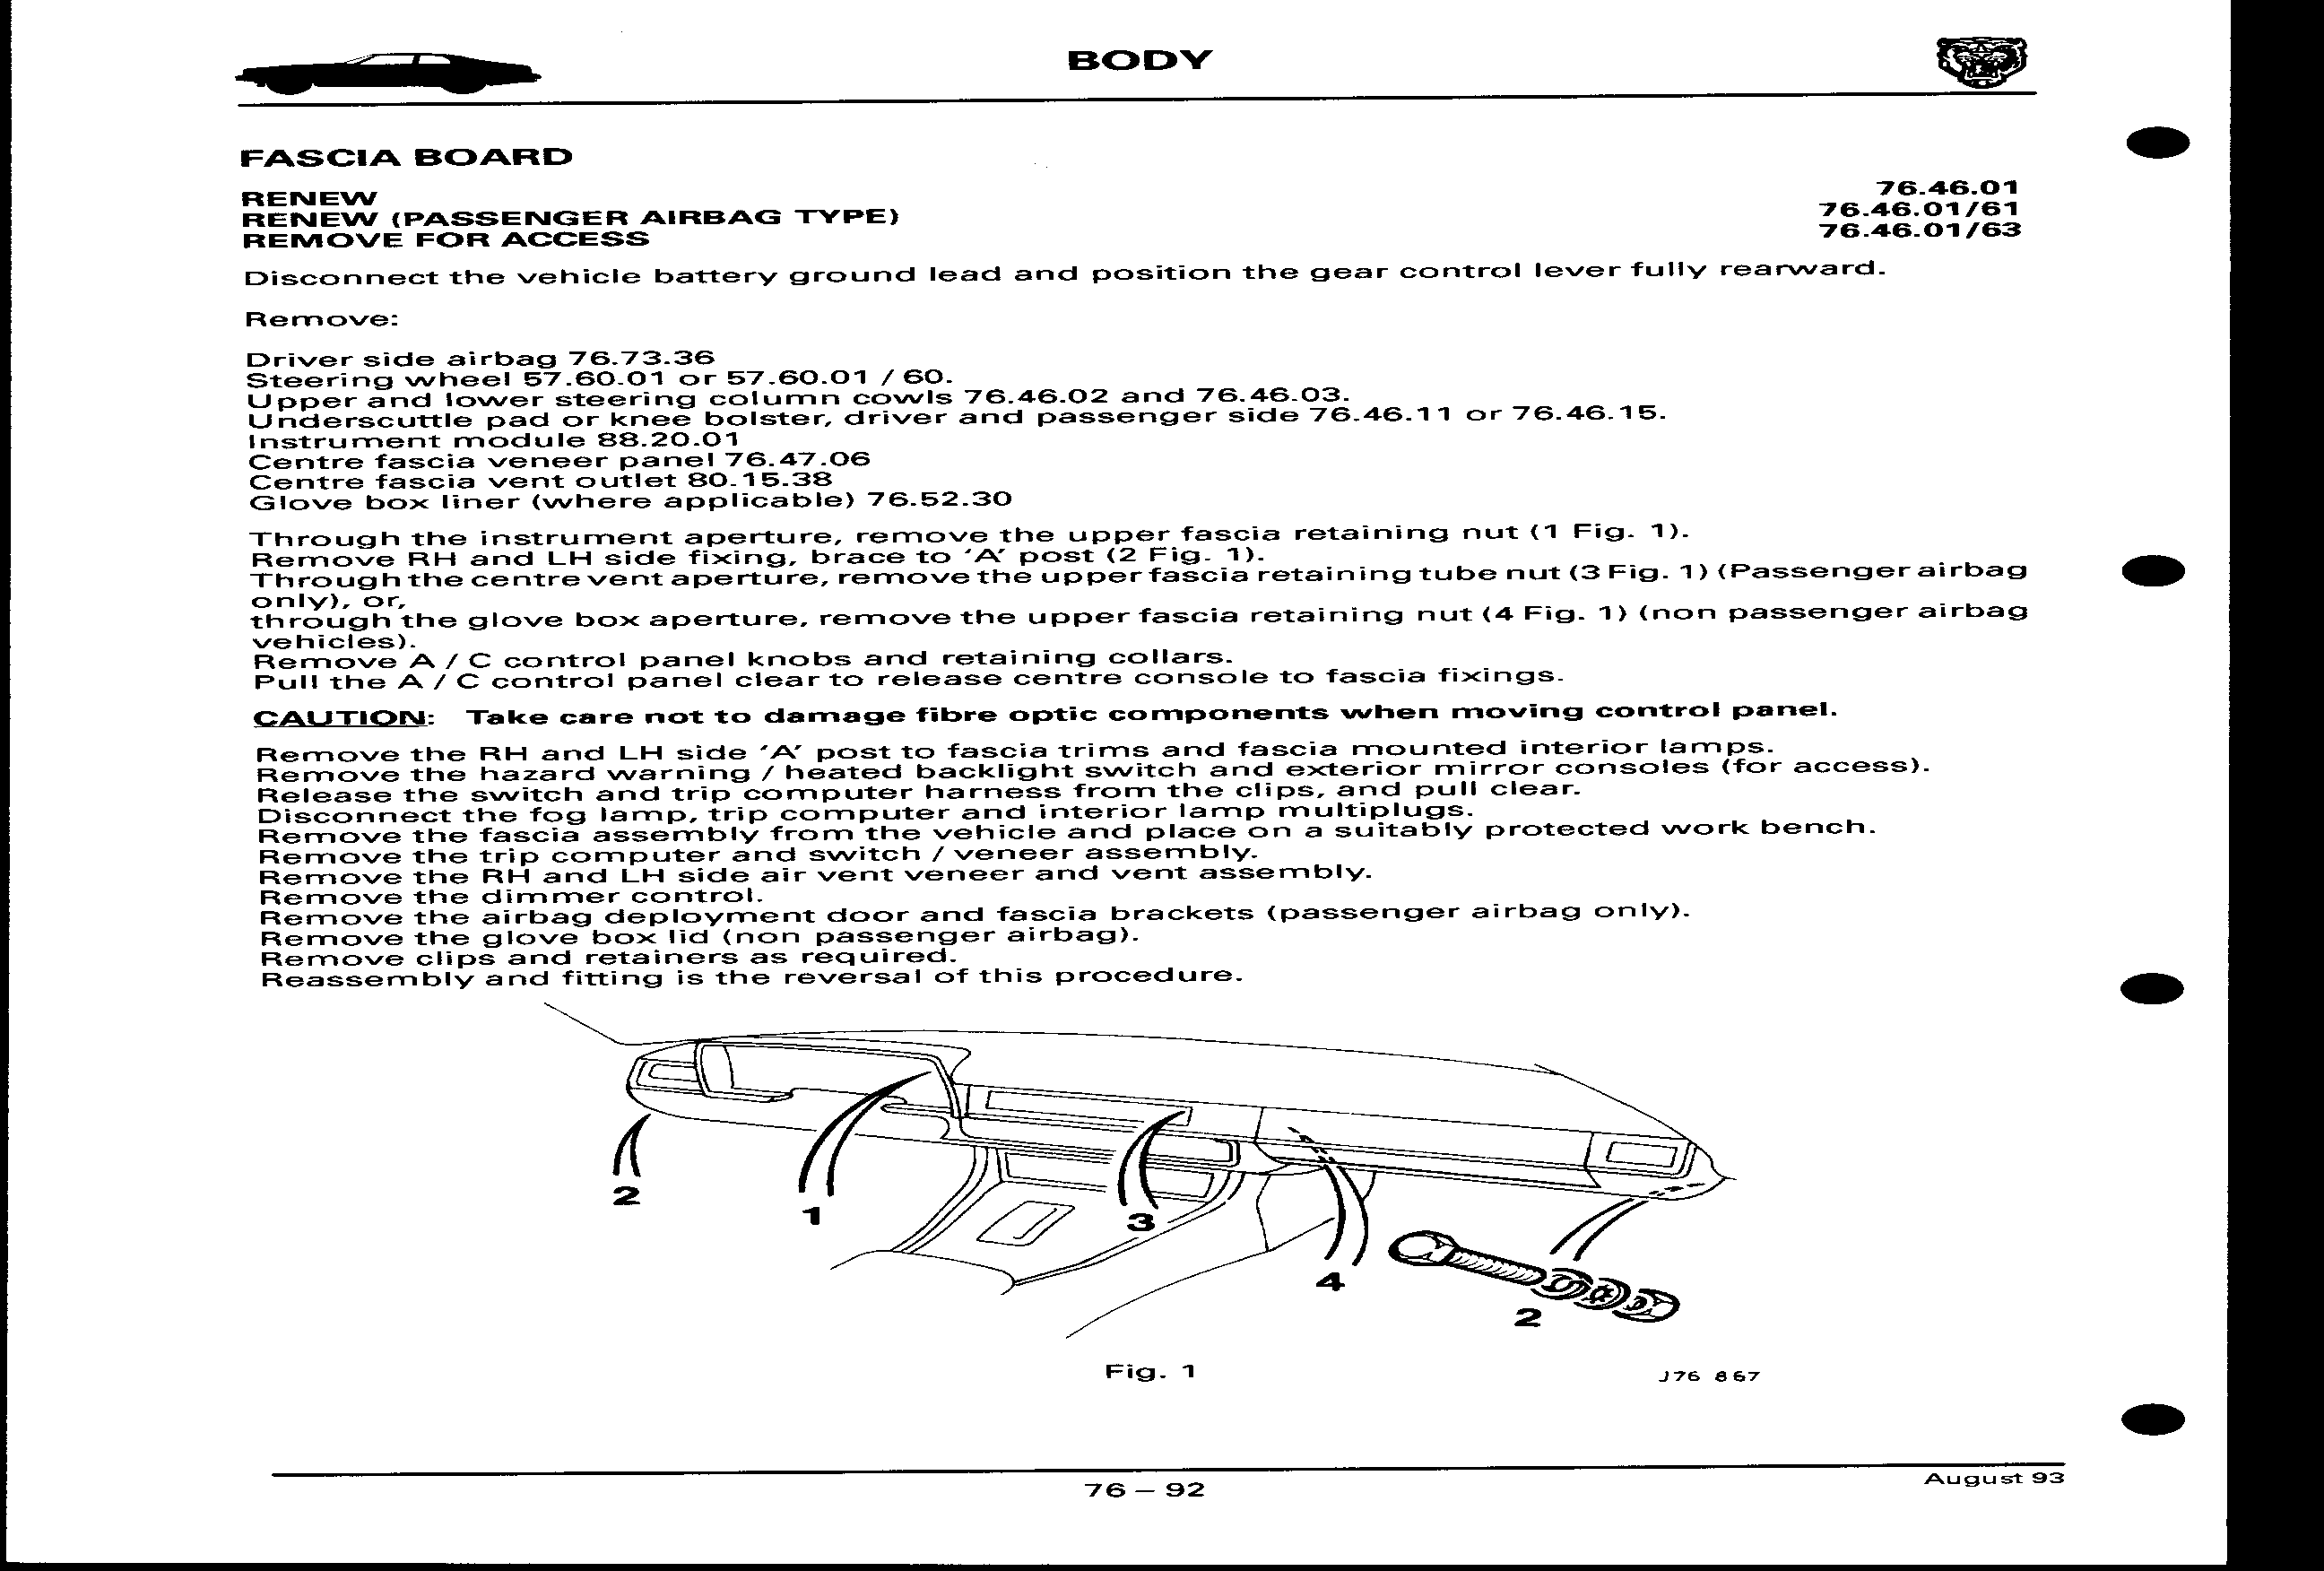 BODY
FASCIA BOARD
RENEW 76.46.01
RENEW (PASSENGER AIRBAG TYPE) 76.46.01/61
REMOVE FOR ACCESS 76.46.01/63
Disconnect the vehicle battery ground lead and position the gear control lever fully rearward.
Remove:
Driver side airbag 76.73.36
Steering wheel 57.60.01 or 57.60.01 / 60.
Upper and lower steering column cowls 76.46.02 and 76.46.03.
Underscuttle pad or knee bolster, driver and passenger side 76.46.11 or 76.46.15.
Instrument module 88.20.01
Centre fascia veneer panel 76.47.06
Centre fascia vent outlet 80.15.38
Glove box liner (where applicable) 76.52.30
Through the instrument aperture, remove the upper fascia retaining nut (1 Fig. 1).
Remove RH and LH side fixing, brace to 'A' post (2 Fig. 1).
Through the centre vent aperture, remove the upper fascia retaining tube nut (3 Fig. 1) (Passenger airbag
only), or,
through the glove box aperture, remove the upper fascia retaining nut (4 Fig. 1) (non passenger airbag
vehicles).
Remove A / C control panel knobs and retaining collars.
Pull the A / C control panel clear to release centre console to fascia fixings.
CAUTION: Take care not to damage fibre optic components when moving control panel.
Remove the RH and LH side 'A' post to fascia trims and fascia mounted interior lamps.
Remove the hazard warning / heated backlight switch and exterior mirror consoles (for access).
Release the switch and trip computer harness from the clips, and pull clear.
Disconnect the fog lamp, trip computer and interior lamp multiplugs.
Remove the fascia assembly from the vehicle and place on a suitably protected work bench.
Remove the trip computer and switch / veneer assembly.
Remove the RH and LH side air vent veneer and vent assembly.
Remove the dimmer control.
Remove the airbag deployment door and fascia brackets (passenger airbag only).
Remove the glove box lid (non passenger airbag).
Remove clips and retainers as required.
Reassembly and fitting is the reversal of this procedure.
2
1
3
4
2
Fig. 1
J76 867
76 – 92
August 93